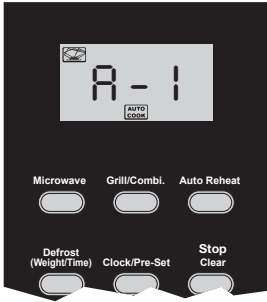 A-1
AUTO
COOK
Microwave Grill/Combi. Auto Reheat
Defrost
(Weight/Time) Clock/Pre-Set Stop
Clear